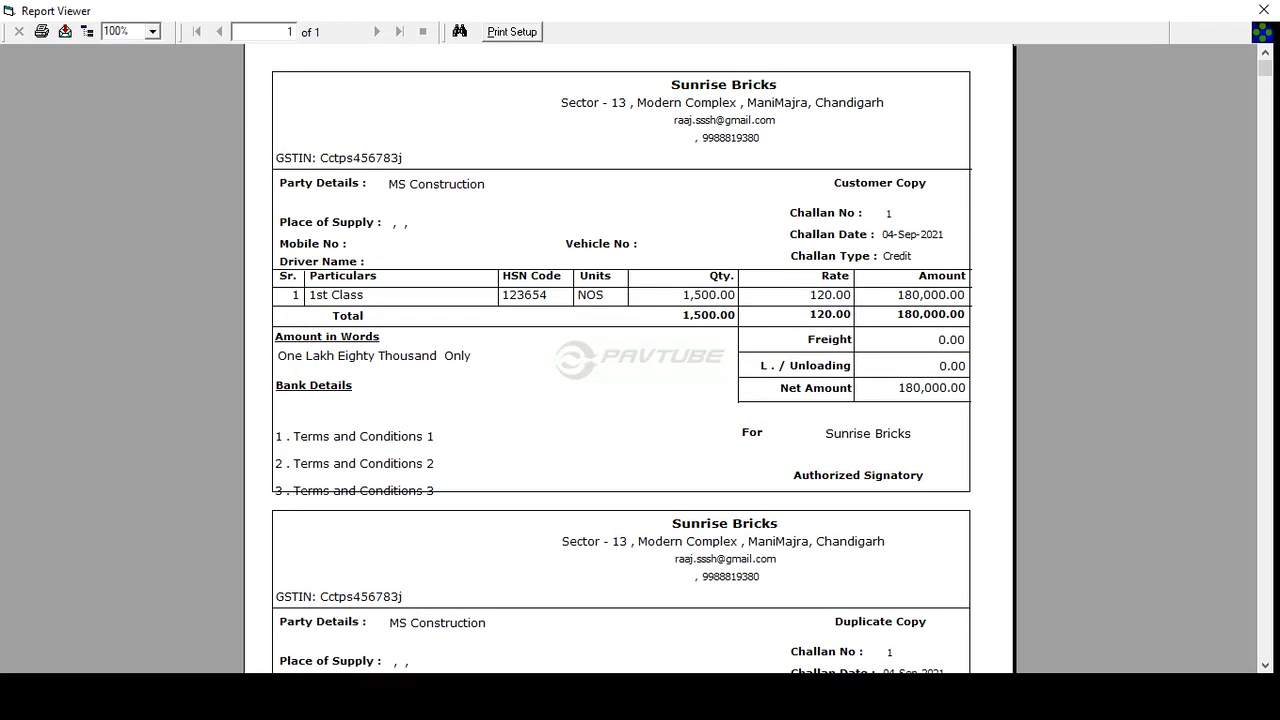 Report Viewer
100% 1 of 1 Print Setup
Sunrise Bricks
Sector - 13 , Modern Complex , ManiMajra, Chandigarh
raaj.sssh@gmail.com
, 9988819380
GSTIN: Cctps456783j
Party Details : MS Construction Customer Copy
Challan No : 1
Place of Supply : , ,
Challan Date : 04-Sep-2021
Mobile No : Vehicle No :
Challan Type : Credit
Driver Name :
Sr. Particulars HSN Code Units Qty. Rate Amount
1 1st Class 123654 NOS 1,500.00 120.00 180,000.00
Total 1,500.00 120.00 180,000.00
Amount in Words Freight 0.00
One Lakh Eighty Thousand Only
PAVTUBE
L . / Unloading 0.00
Bank Details Net Amount 180,000.00
For Sunrise Bricks
1 . Terms and Conditions 1
2 . Terms and Conditions 2
Authorized Signatory
3 . Terms and Conditions 3
Sunrise Bricks
Sector - 13 , Modern Complex , ManiMajra, Chandigarh
raaj.sssh@gmail.com
, 9988819380
GSTIN: Cctps456783j
Party Details : MS Construction Duplicate Copy
Challan No : 1
Place of Supply : , ,
Challan Date : 04-Sep-2021